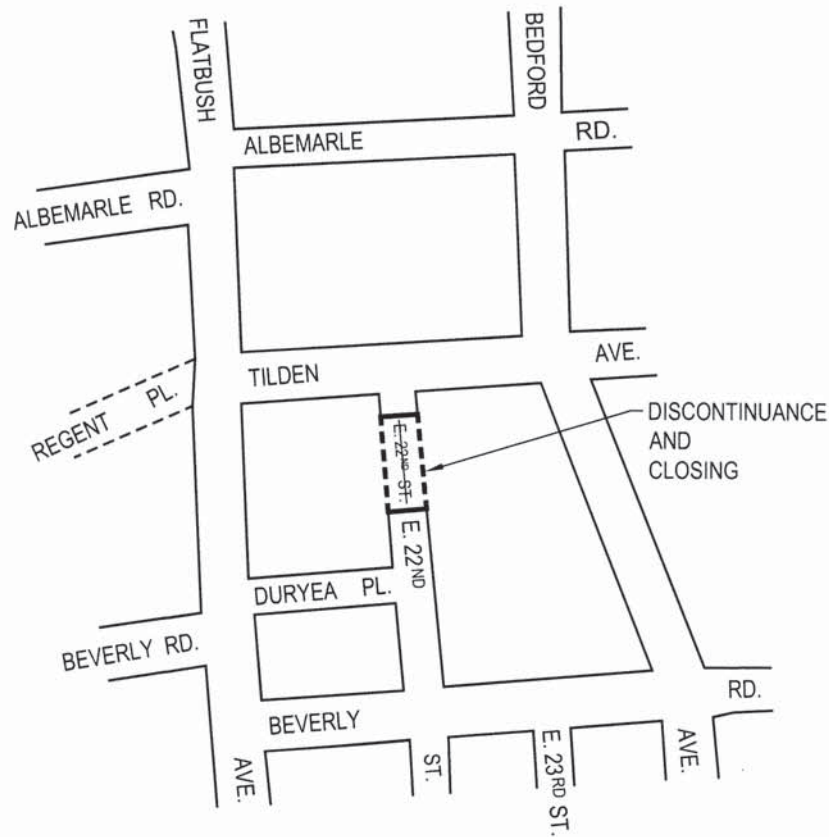 FLATBUSH
BEDFORD
ALBEMARLE
RD.
ALBEMARLE RD.
TILDEN
AVE.
REGENT PL.
DISCONTINUANCE
AND
CLOSING
E. 22ND ST.
E. 22ND
DURYEA PL.
BEVERLY RD.
BEVERLY
RD.
AVE.
ST.
E. 23RD ST.
AVE.